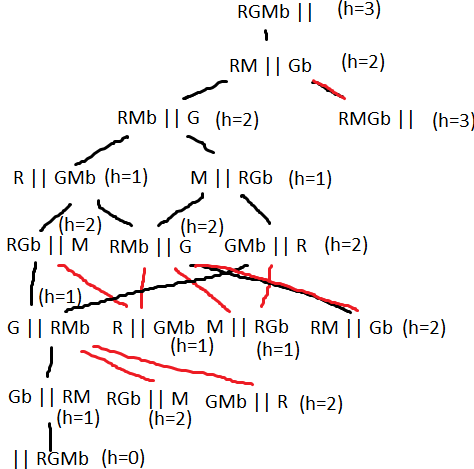 RGMb || (h=3)
RM || Gb (h=2)
RMb || G (h=2) RMGb || (h=3)
R || GMb (h=1) M || RGb (h=1)
(h=2) (h=2)
RGb || M RMb || G GMb || R (h=2)
(h=1)
G || RMb R || GMb M || RGb RM || Gb (h=2)
(h=1) (h=1)
Gb || RM RGb || M GMb || R (h=2)
(h=1) (h=2)
|| RGMb (h=0)